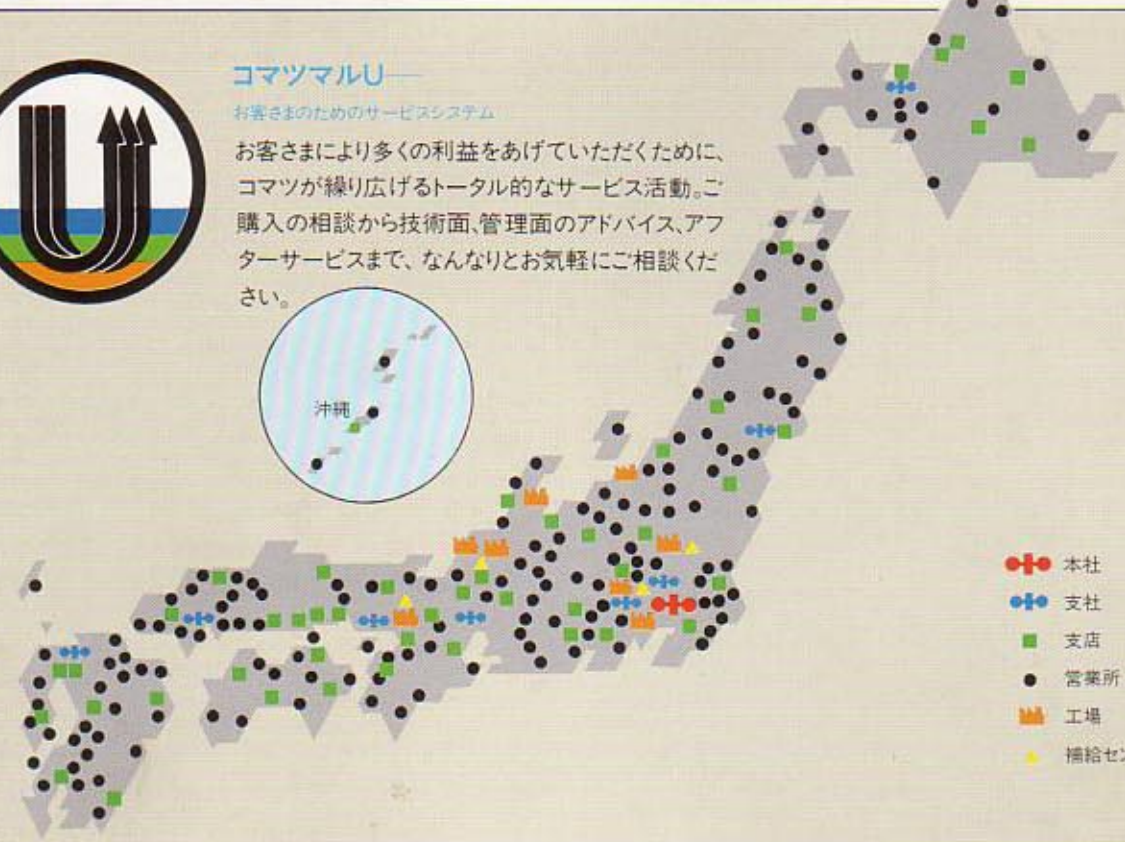 コマツマルU
お客さまのためのサービスシステム
お客さまにより多くの利益をあげていただくために、
コマツが繰り広げるトータル的なサービス活動。ご
購入の相談から技術面、管理面のアドバイス、アフ
ターサービスまで、なんなりとお気軽にご相談くだ
さい。
沖縄
本社
支社
支店
営業所
工場
補給セン